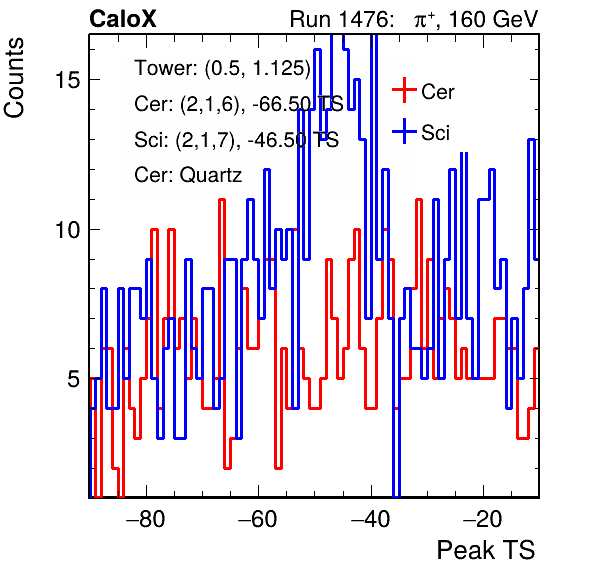 CaloX Run 1476: π⁺, 160 GeV
Counts
Tower: (0.5, 1.125)
Cer: (2,1,6), -66.50 TS
Sci: (2,1,7), -46.50 TS
Cer: Quartz
Cer
Sci
15
10
5
−80 −60 −40 −20
Peak TS